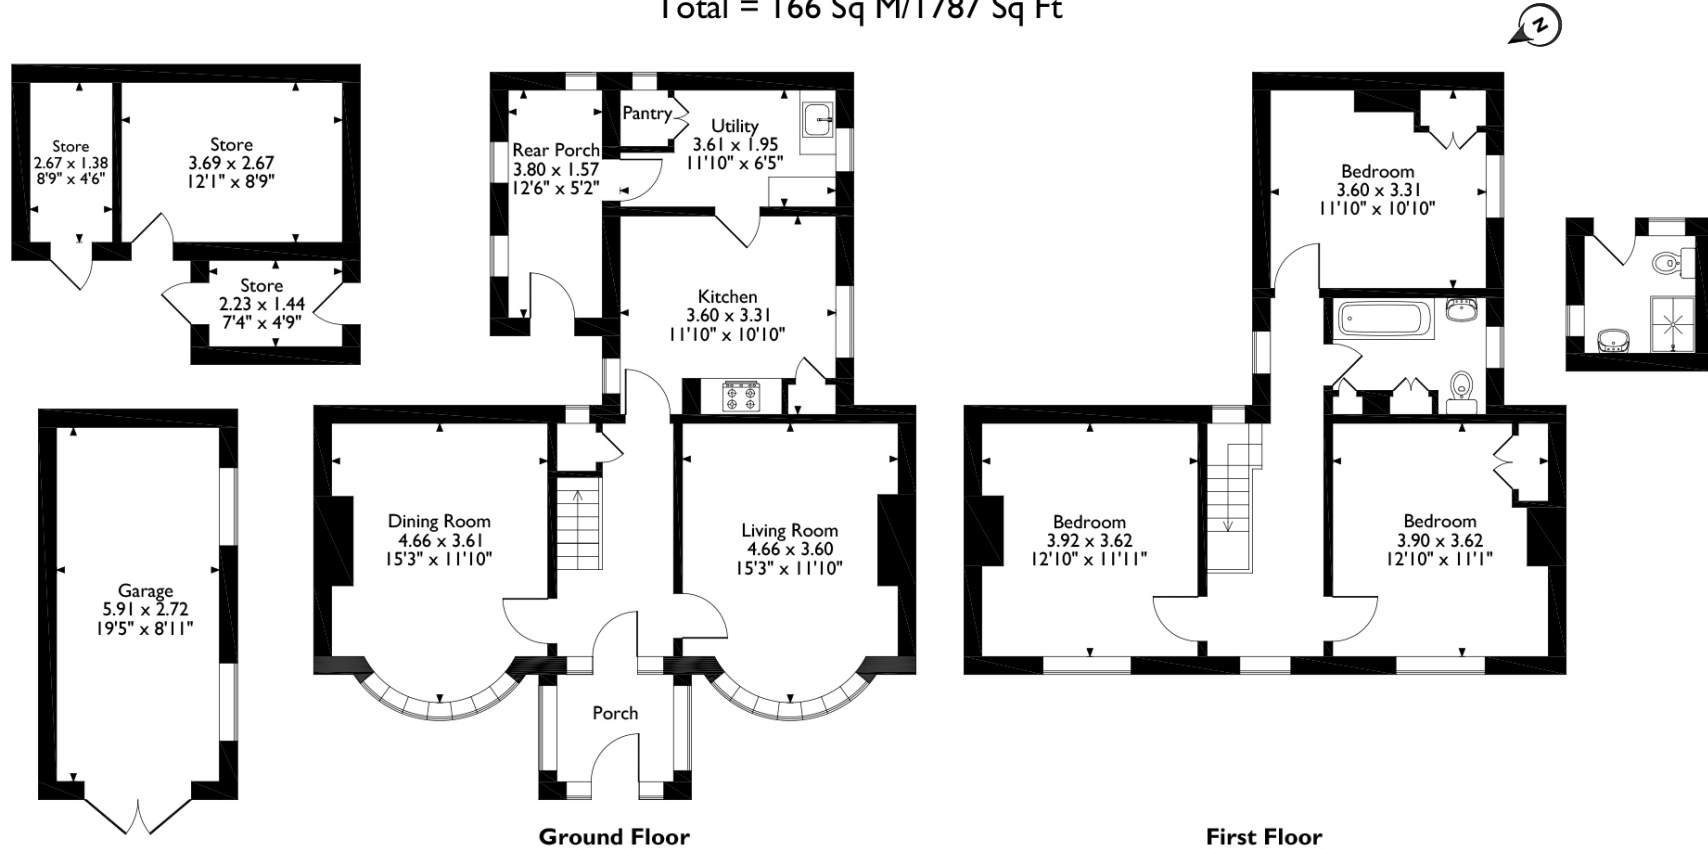 Total = 166 Sq M/1787 Sq Ft
N
Store
2.67 x 1.38
8'9" x 4'6"
Store
3.69 x 2.67
12'1" x 8'9"
Store
2.23 x 1.44
7'4" x 4'9"
Garage
5.91 x 2.72
19'5" x 8'11"
Rear Porch
3.80 x 1.57
12'6" x 5'2"
Pantry
Utility
3.61 x 1.95
11'10" x 6'5"
Kitchen
3.60 x 3.31
11'10" x 10'10"
Dining Room
4.66 x 3.61
15'3" x 11'10"
Living Room
4.66 x 3.60
15'3" x 11'10"
Porch
Ground Floor
Bedroom
3.60 x 3.31
11'10" x 10'10"
Bedroom
3.92 x 3.62
12'10" x 11'11"
Bedroom
3.90 x 3.62
12'10" x 11'1"
First Floor